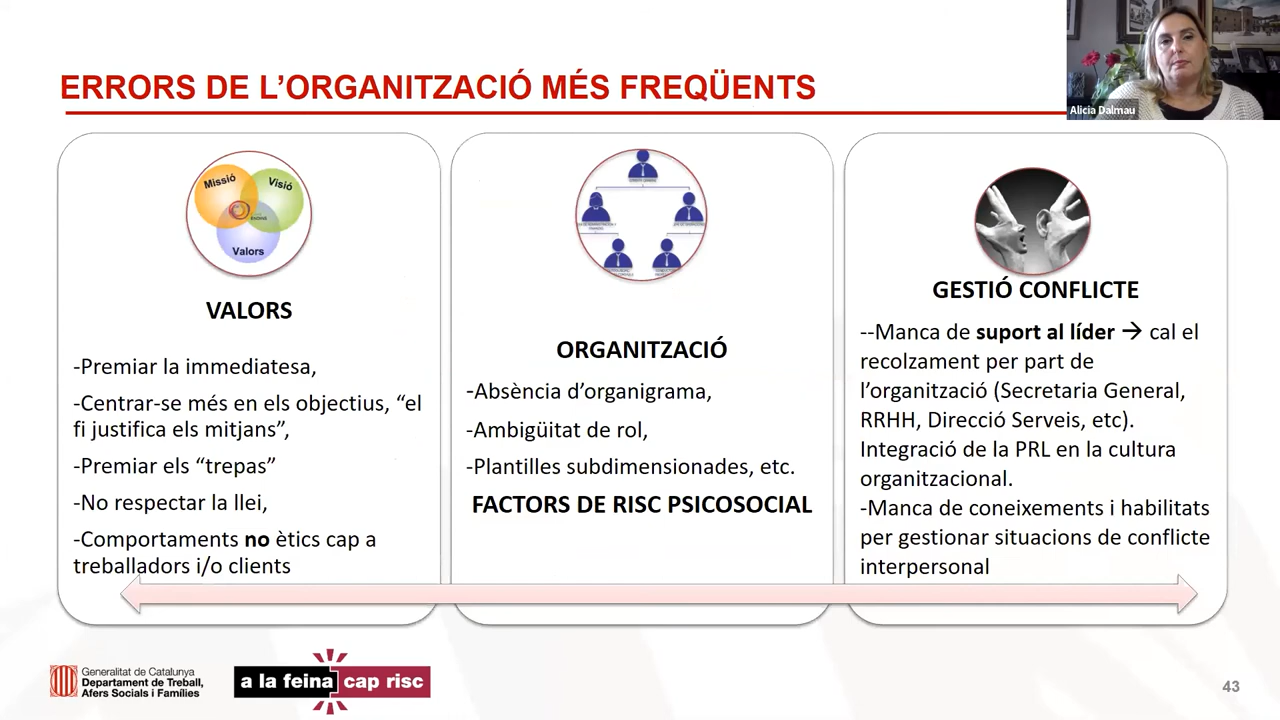 ERRORS DE L’ORGANITZACIÓ MÉS FREQÜENTS
Alicia Dalmau
Missió
Visió
Valors
VALORS
-Premiar la immediatesa,
-Centrar-se més en els objectius, “el
fi justifica els mitjans”,
-Premiar els “trepas”
-No respectar la llei,
-Comportaments no ètics cap a
treballadors i/o clients
ORGANITZACIÓ
-Absència d’organigrama,
-Ambigüitat de rol,
-Plantilles subdimensionades, etc.
FACTORS DE RISC PSICOSOCIAL
GESTIÓ CONFLICTE
--Manca de suport al líder → cal el
recolzament per part de
l’organització (Secretaria General,
RRHH, Direcció Serveis, etc).
Integració de la PRL en la cultura
organitzacional.
-Manca de coneixements i habilitats
per gestionar situacions de conflicte
interpersonal
Generalitat de Catalunya
Departament de Treball,
Afers Socials i Famílies
a la feina cap risc
43